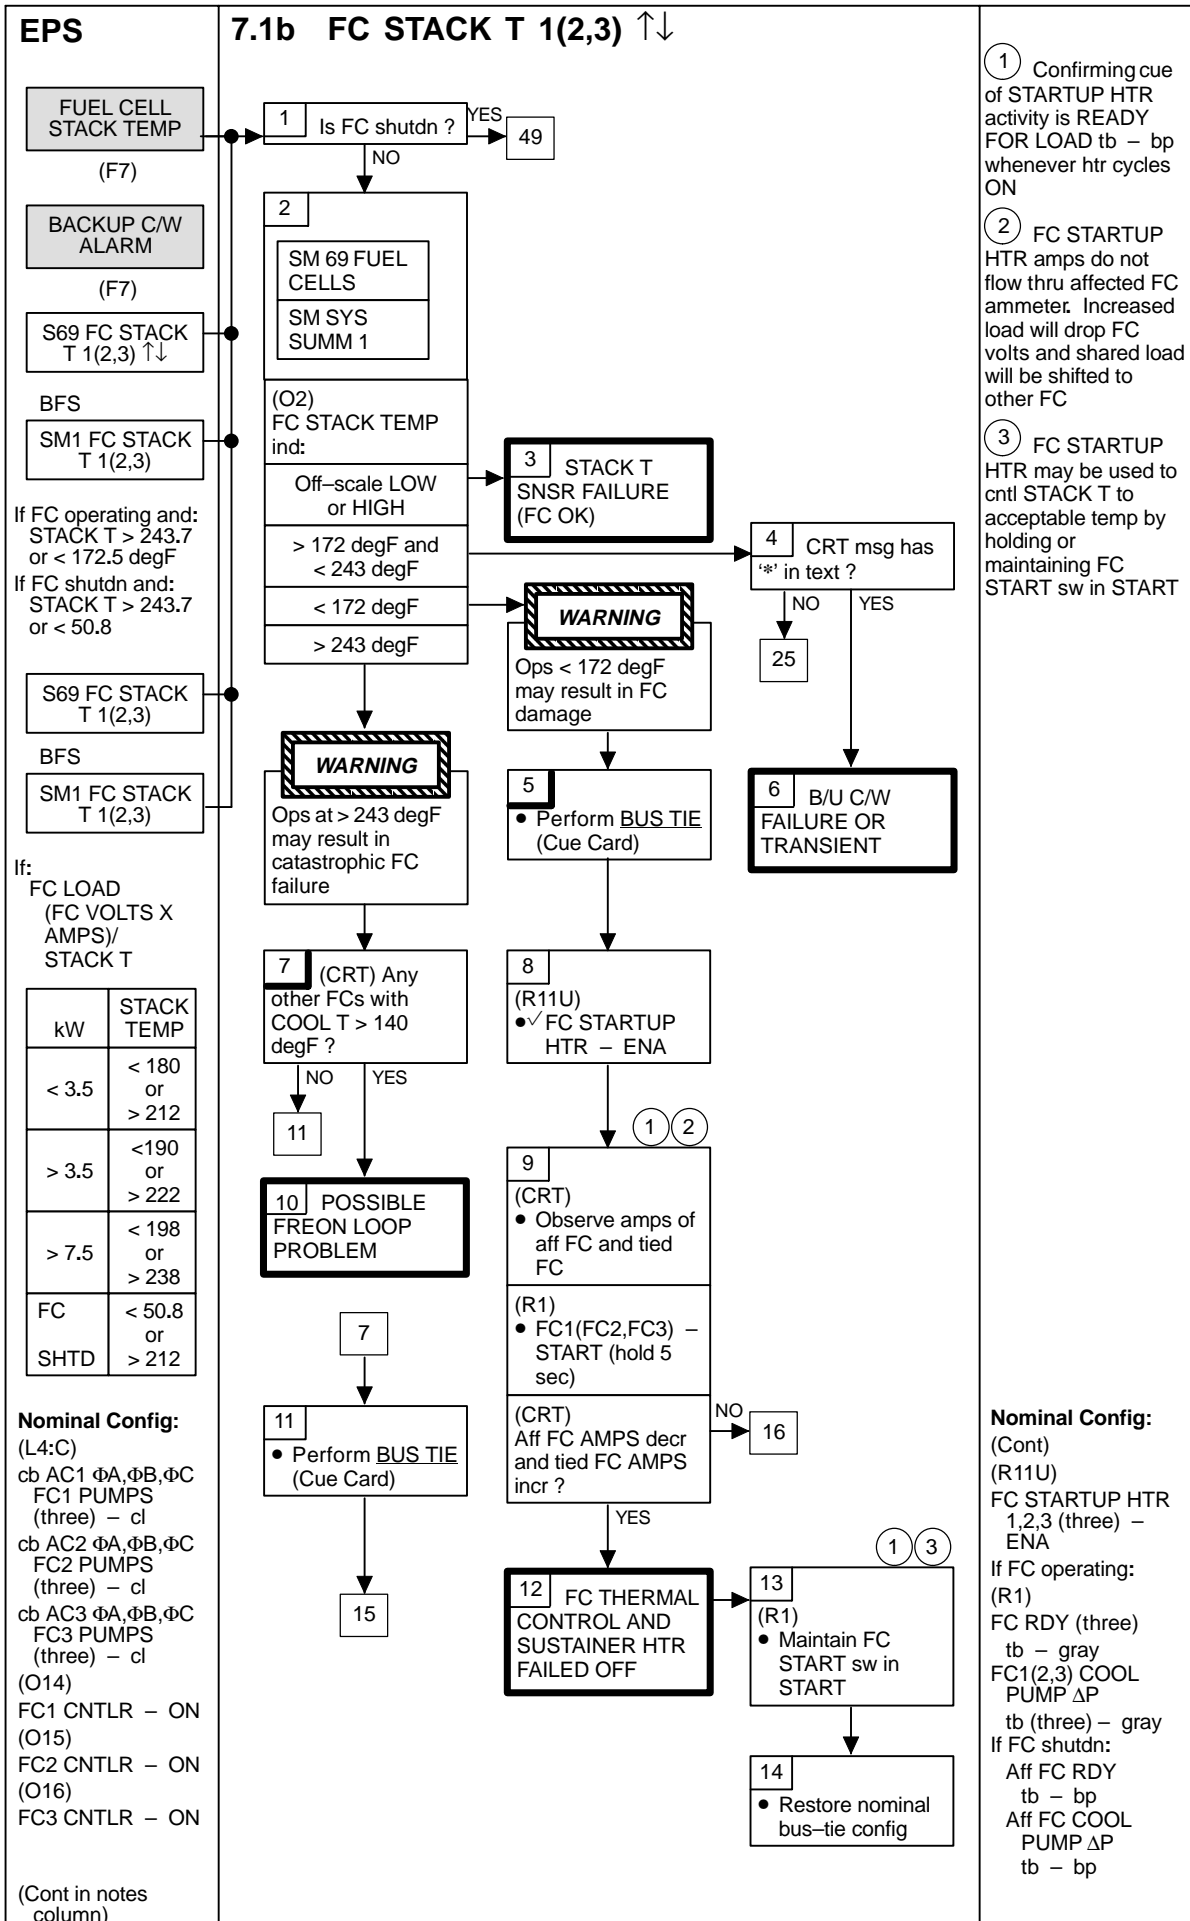 EPS
7.1b FC STACK T 1(2,3) ↑↓
FUEL CELL
STACK TEMP
(F7)
BACKUP C/W
ALARM
(F7)
S69 FC STACK
T 1(2,3) ↑↓
BFS
SM1 FC STACK
T 1(2,3)
If FC operating and:
STACK T > 243.7
or < 172.5 degF
If FC shutdn and:
STACK T > 243.7
or < 50.8
S69 FC STACK
T 1(2,3)
BFS
SM1 FC STACK
T 1(2,3)
If:
FC LOAD
(FC VOLTS X
AMPS)/
STACK T
kW
STACK
TEMP
< 3.5
< 180
or
> 212
> 3.5
<190
or
> 222
> 7.5
< 198
or
> 238
FC
SHTD
< 50.8
or
> 212
Nominal Config:
(L4:C)
cb AC1 ΦA,ΦB,ΦC
FC1 PUMPS
(three) – cl
cb AC2 ΦA,ΦB,ΦC
FC2 PUMPS
(three) – cl
cb AC3 ΦA,ΦB,ΦC
FC3 PUMPS
(three) – cl
(O14)
FC1 CNTLR – ON
(O15)
FC2 CNTLR – ON
(O16)
FC3 CNTLR – ON
(Cont in notes
column)
1 Is FC shutdn ?
YES
49
NO
2
SM 69 FUEL
CELLS
SM SYS
SUMM 1
(O2)
FC STACK TEMP
ind:
Off–scale LOW
or HIGH
> 172 degF and
< 243 degF
< 172 degF
> 243 degF
3 STACK T
SNSR FAILURE
(FC OK)
4 CRT msg has
‘*’ in text ?
NO
YES
25
6 B/U C/W
FAILURE OR
TRANSIENT
WARNING
Ops < 172 degF
may result in FC
damage
5
• Perform BUS TIE
(Cue Card)
WARNING
Ops at > 243 degF
may result in
catastrophic FC
failure
7 (CRT) Any
other FCs with
COOL T > 140
degF ?
NO
YES
11
10 POSSIBLE
FREON LOOP
PROBLEM
8
(R11U)
•√ FC STARTUP
HTR – ENA
1 2
9
(CRT)
• Observe amps of
aff FC and tied
FC
(R1)
• FC1(FC2,FC3) –
START (hold 5
sec)
(CRT)
Aff FC AMPS decr
and tied FC AMPS
incr ?
NO
16
YES
7
11
• Perform BUS TIE
(Cue Card)
15
12 FC THERMAL
CONTROL AND
SUSTAINER HTR
FAILED OFF
1 3
13
(R1)
• Maintain FC
START sw in
START
14
• Restore nominal
bus–tie config
1 Confirming cue
of STARTUP HTR
activity is READY
FOR LOAD tb – bp
whenever htr cycles
ON
2 FC STARTUP
HTR amps do not
flow thru affected FC
ammeter. Increased
load will drop FC
volts and shared load
will be shifted to
other FC
3 FC STARTUP
HTR may be used to
cntl STACK T to
acceptable temp by
holding or
maintaining FC
START sw in START
Nominal Config:
(Cont)
(R11U)
FC STARTUP HTR
1,2,3 (three) –
ENA
If FC operating:
(R1)
FC RDY (three)
tb – gray
FC1(2,3) COOL
PUMP ΔP
tb (three) – gray
If FC shutdn:
Aff FC RDY
tb – bp
Aff FC COOL
PUMP ΔP
tb – bp